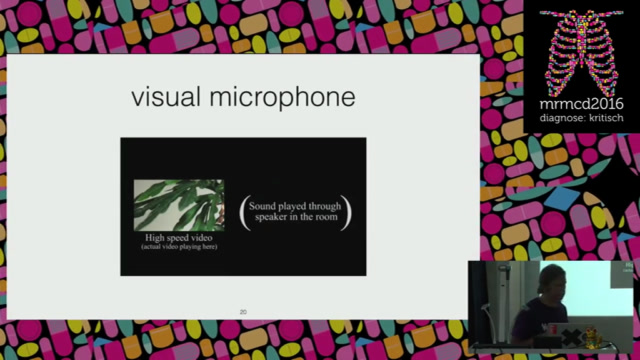 visual microphone
High speed video
(actual video playing here)
(Sound played through
speaker in the room)
20
mrmcd2016
diagnose: kritisch